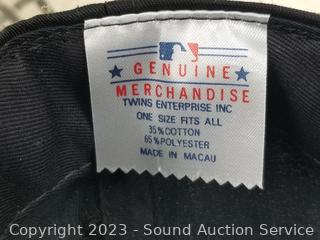 GENUINE
MERCHANDISE
TWINS ENTERPRISE INC
ONE SIZE FITS ALL
35% COTTON
65% POLYESTER
MADE IN MACAU
Copyright 2023 - Sound Auction Service